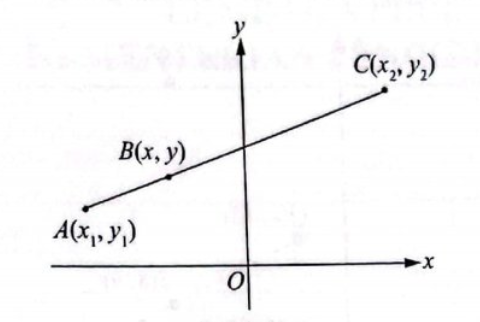 y
C(x₂, y₂)
B(x, y)
A(x₁, y₁)
O
x